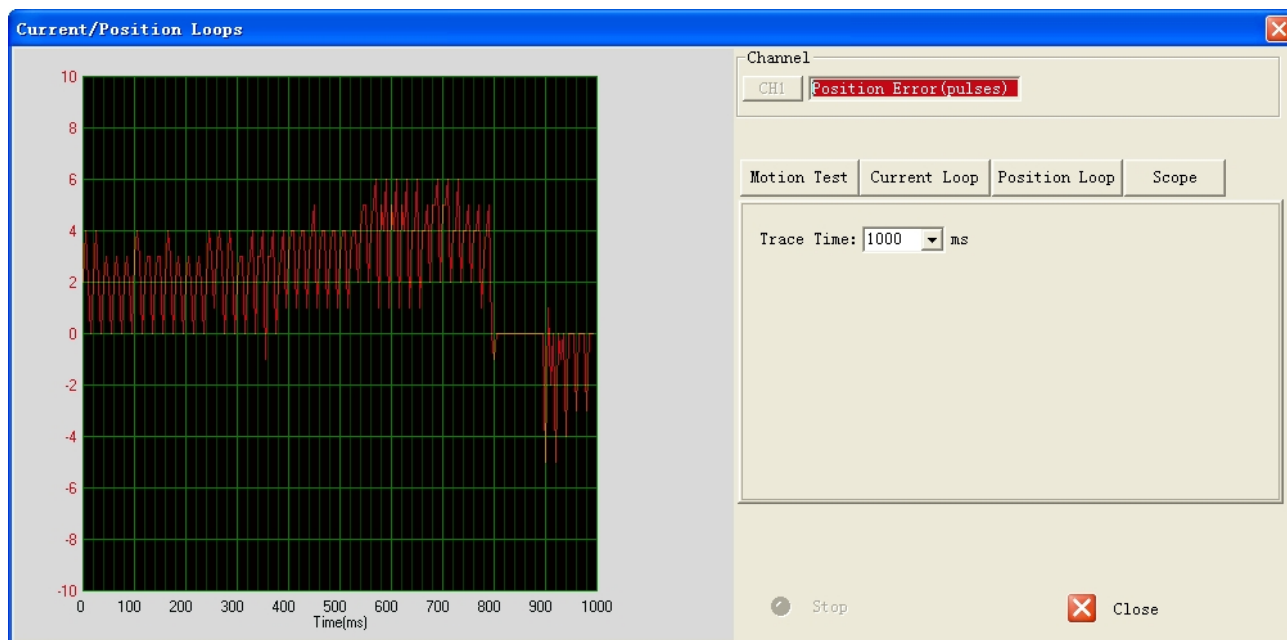 Current/Position Loops
Channel
CH1 Position Error(pulses)
Motion Test Current Loop Position Loop Scope
Trace Time: 1000 ms
10
8
6
4
2
0
-2
-4
-6
-8
-10
0 100 200 300 400 500 600 700 800 900 1000
Time(ms)
Stop Close